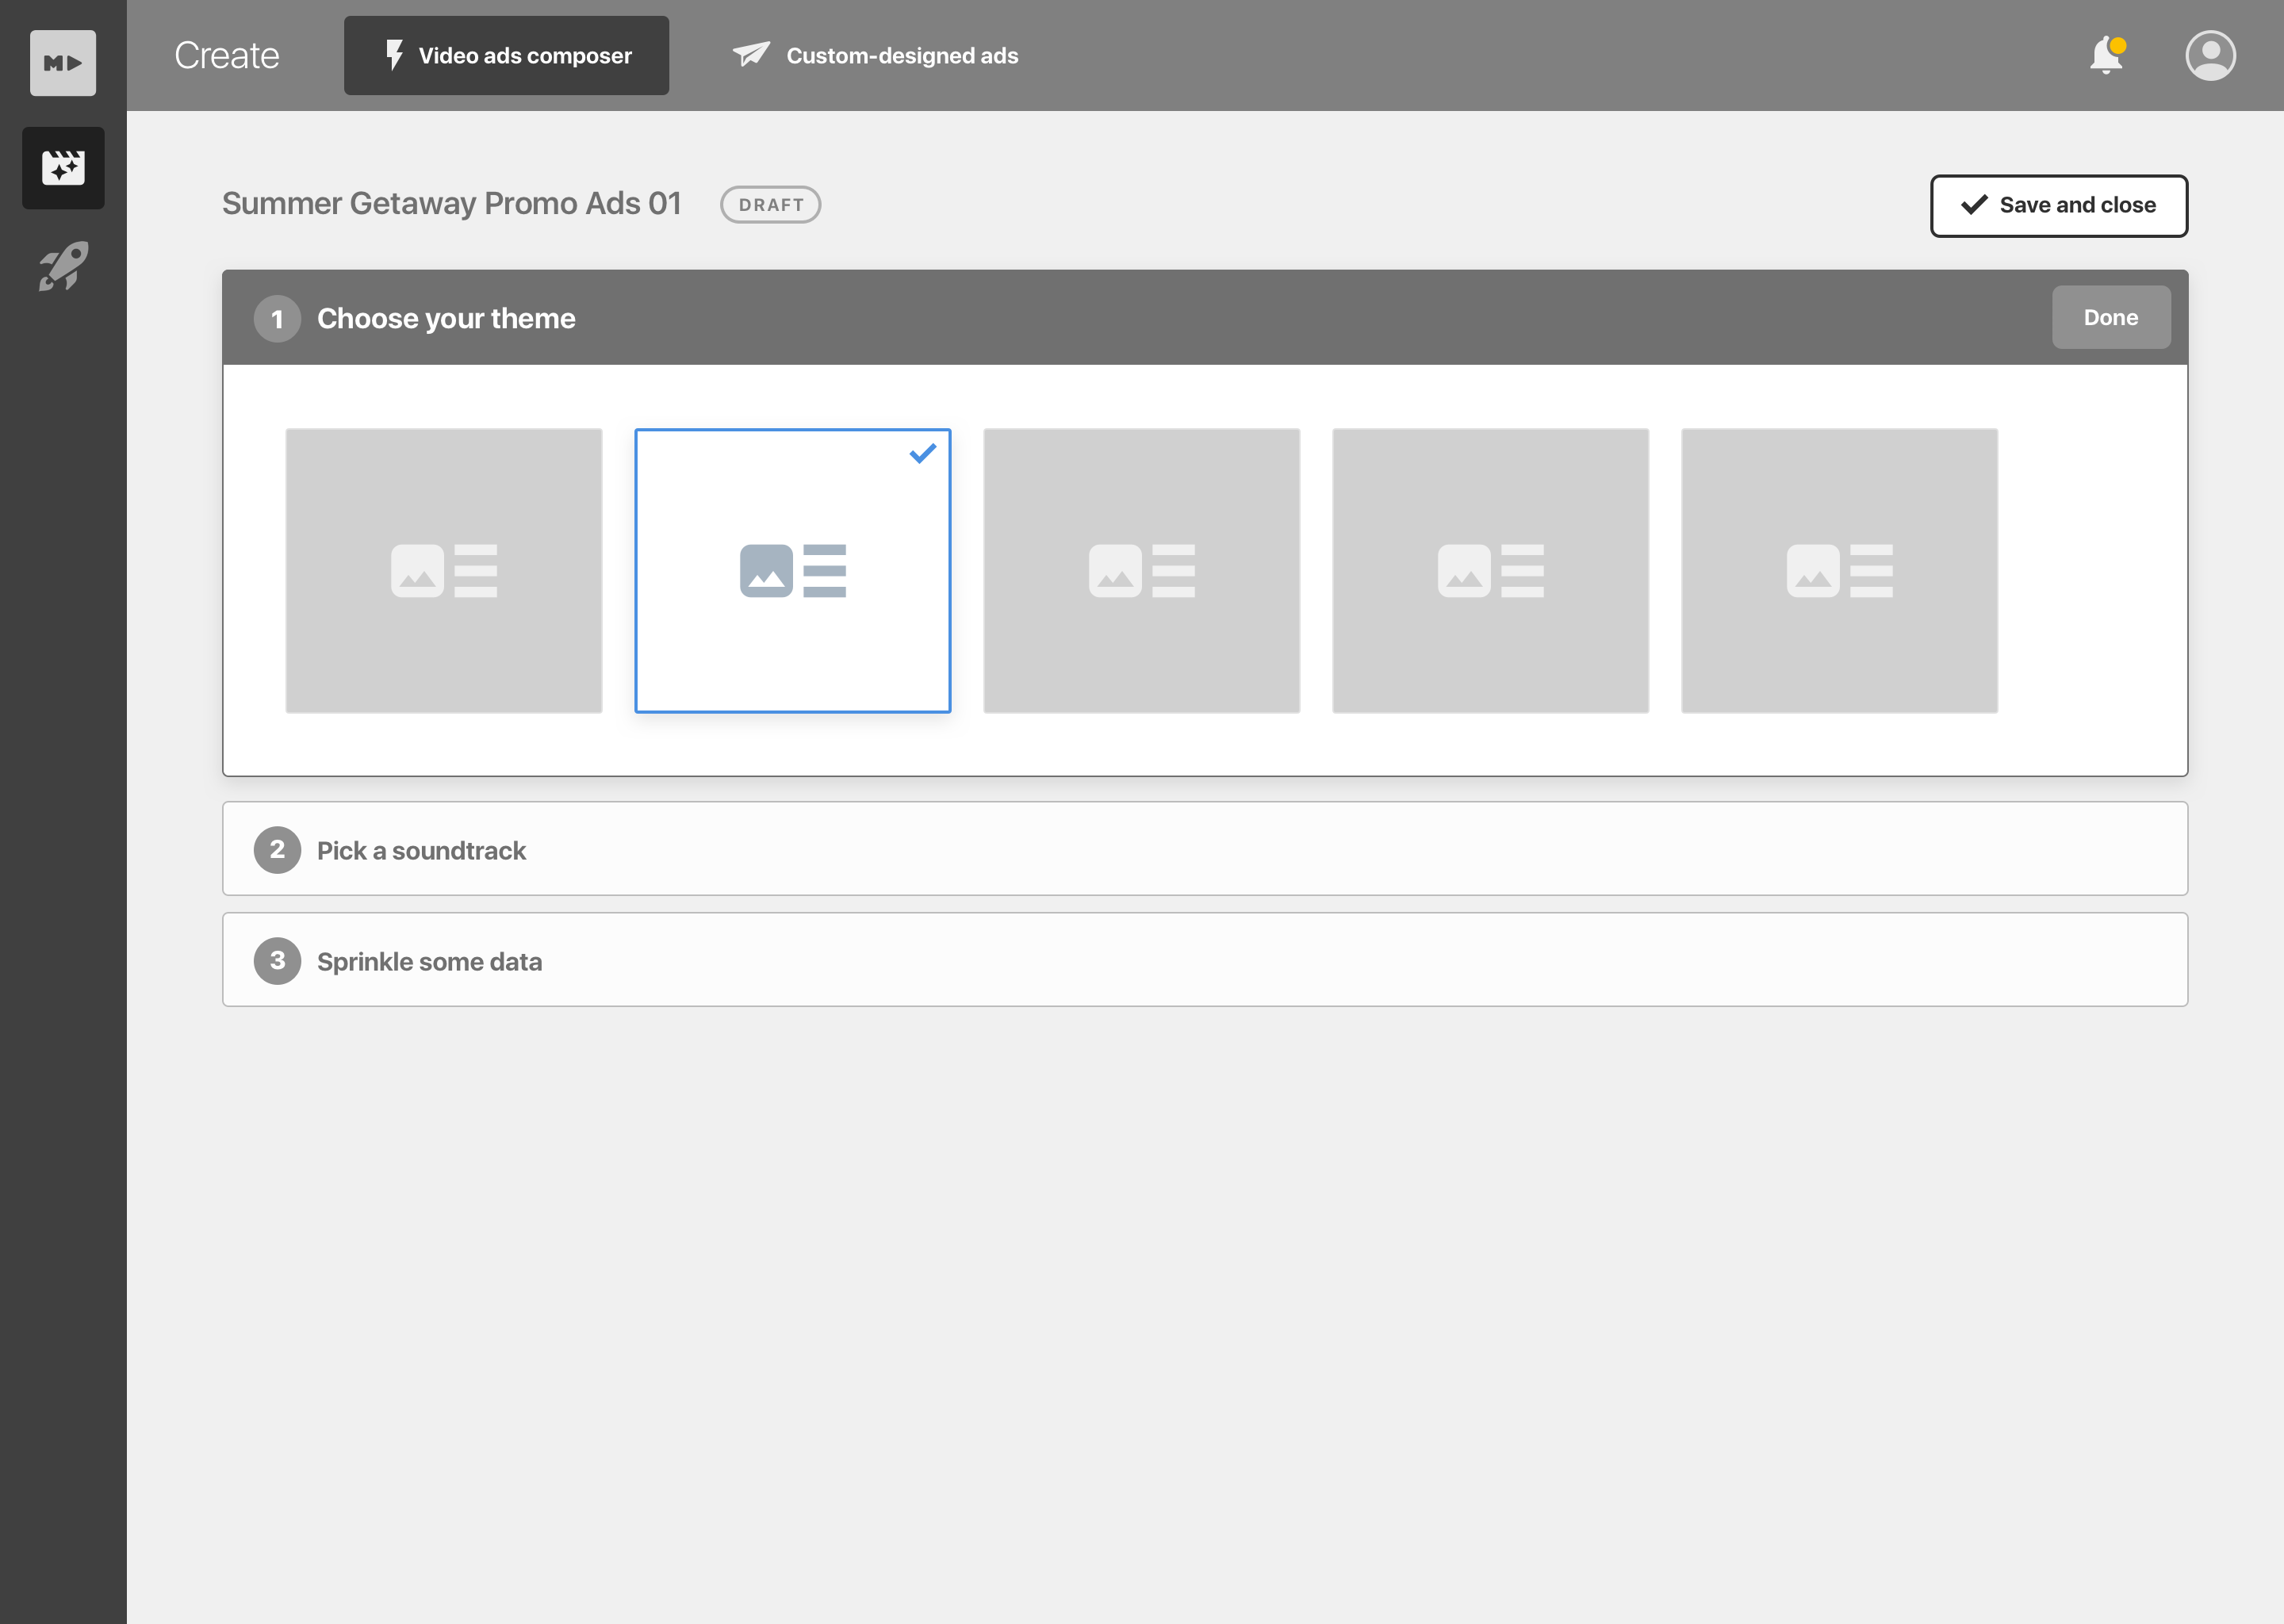 M
Create
Video ads composer
Custom-designed ads
Summer Getaway Promo Ads 01
DRAFT
Save and close
1
Choose your theme
Done
2
Pick a soundtrack
3
Sprinkle some data